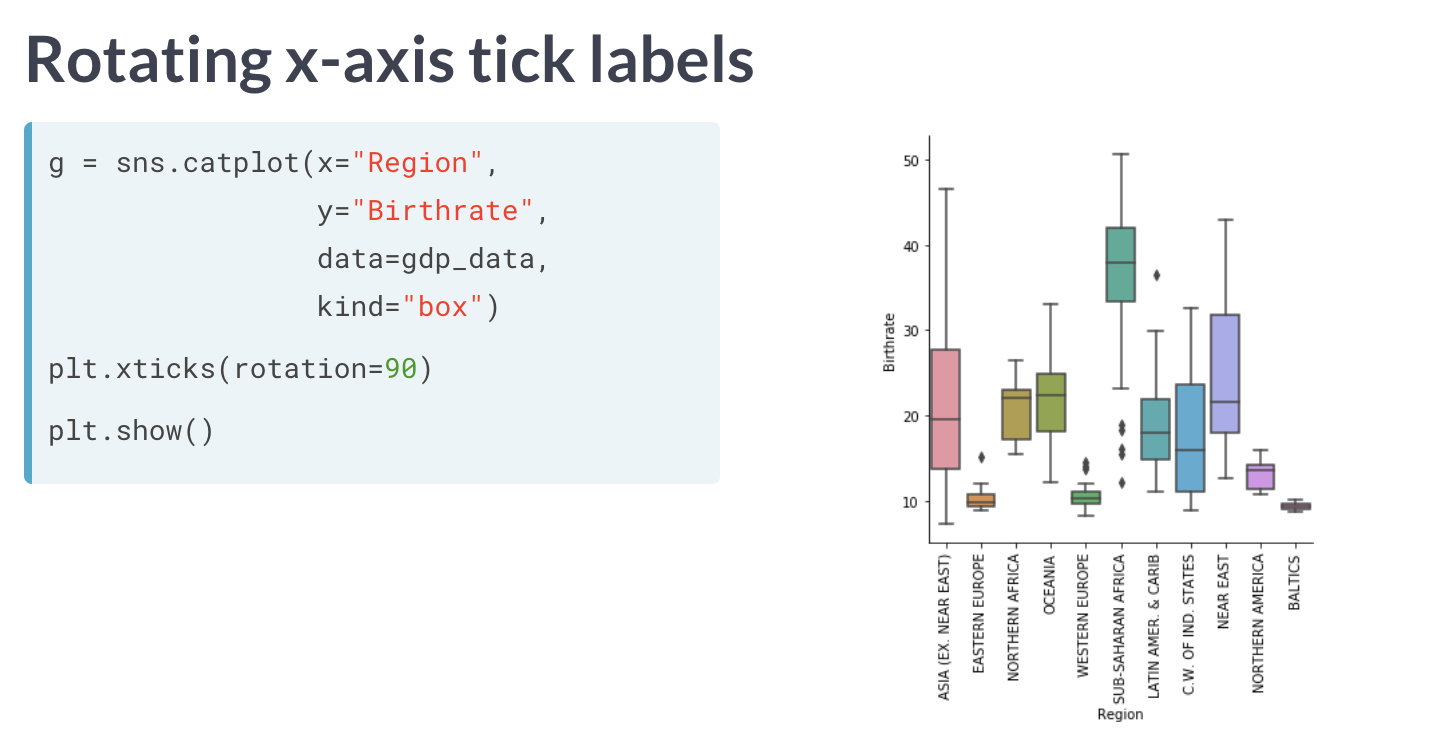 Rotating x-axis tick labels
g = sns.catplot(x="Region",
y="Birthrate",
data=gdp_data,
kind="box")
plt.xticks(rotation=90)
plt.show()
50
40
30
20
10
Birthrate
ASIA (EX. NEAR EAST)
EASTERN EUROPE
NORTHERN AFRICA
OCEANIA
WESTERN EUROPE
SUB-SAHARAN AFRICA
LATIN AMER. & CARIB
C.W. OF IND. STATES
NEAR EAST
NORTHERN AMERICA
BALTICS
Region